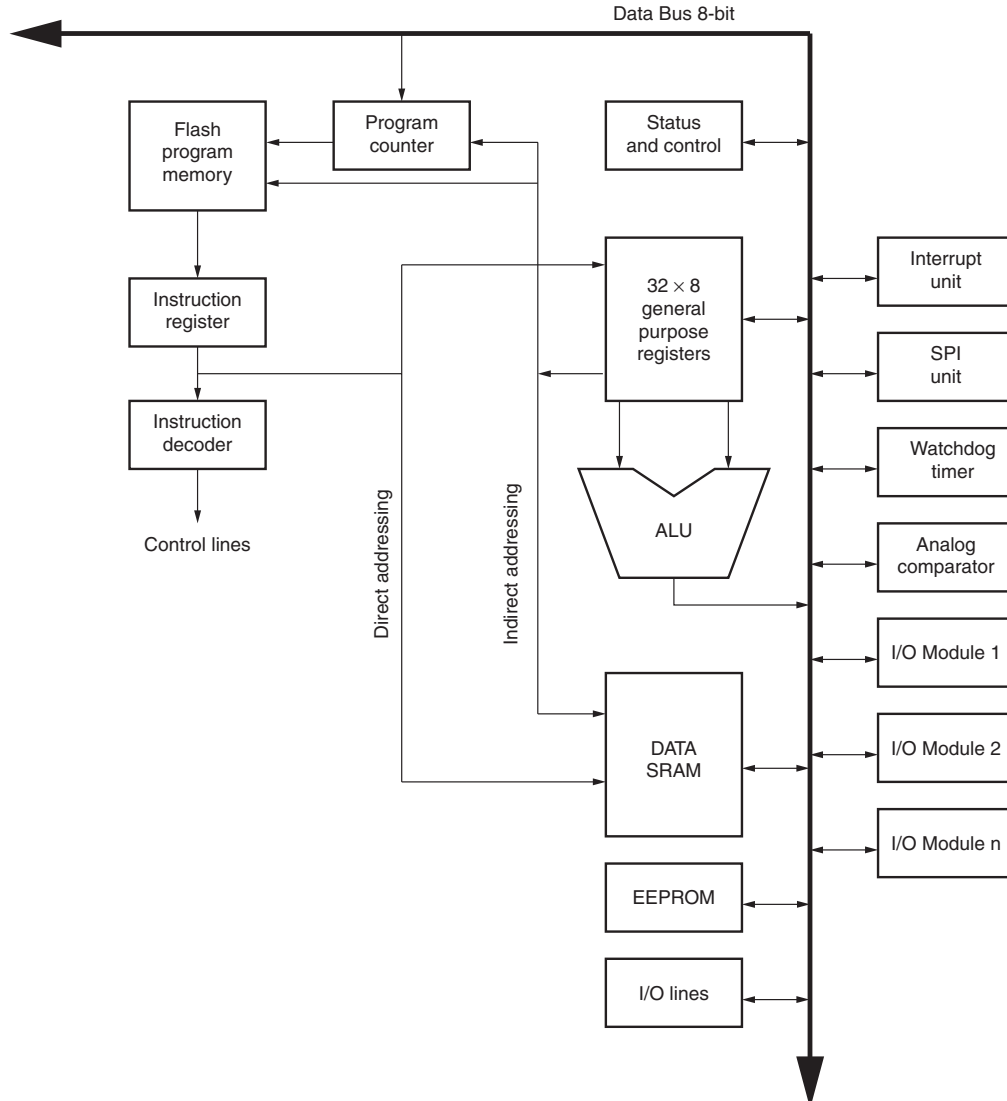 Data Bus 8-bit
Flash
program
memory
Program
counter
Status
and control
Instruction
register
32 × 8
general
purpose
registers
Interrupt
unit
SPI
unit
Instruction
decoder
Watchdog
timer
Control lines
Direct addressing
Indirect addressing
ALU
Analog
comparator
I/O Module 1
DATA
SRAM
I/O Module 2
I/O Module n
EEPROM
I/O lines